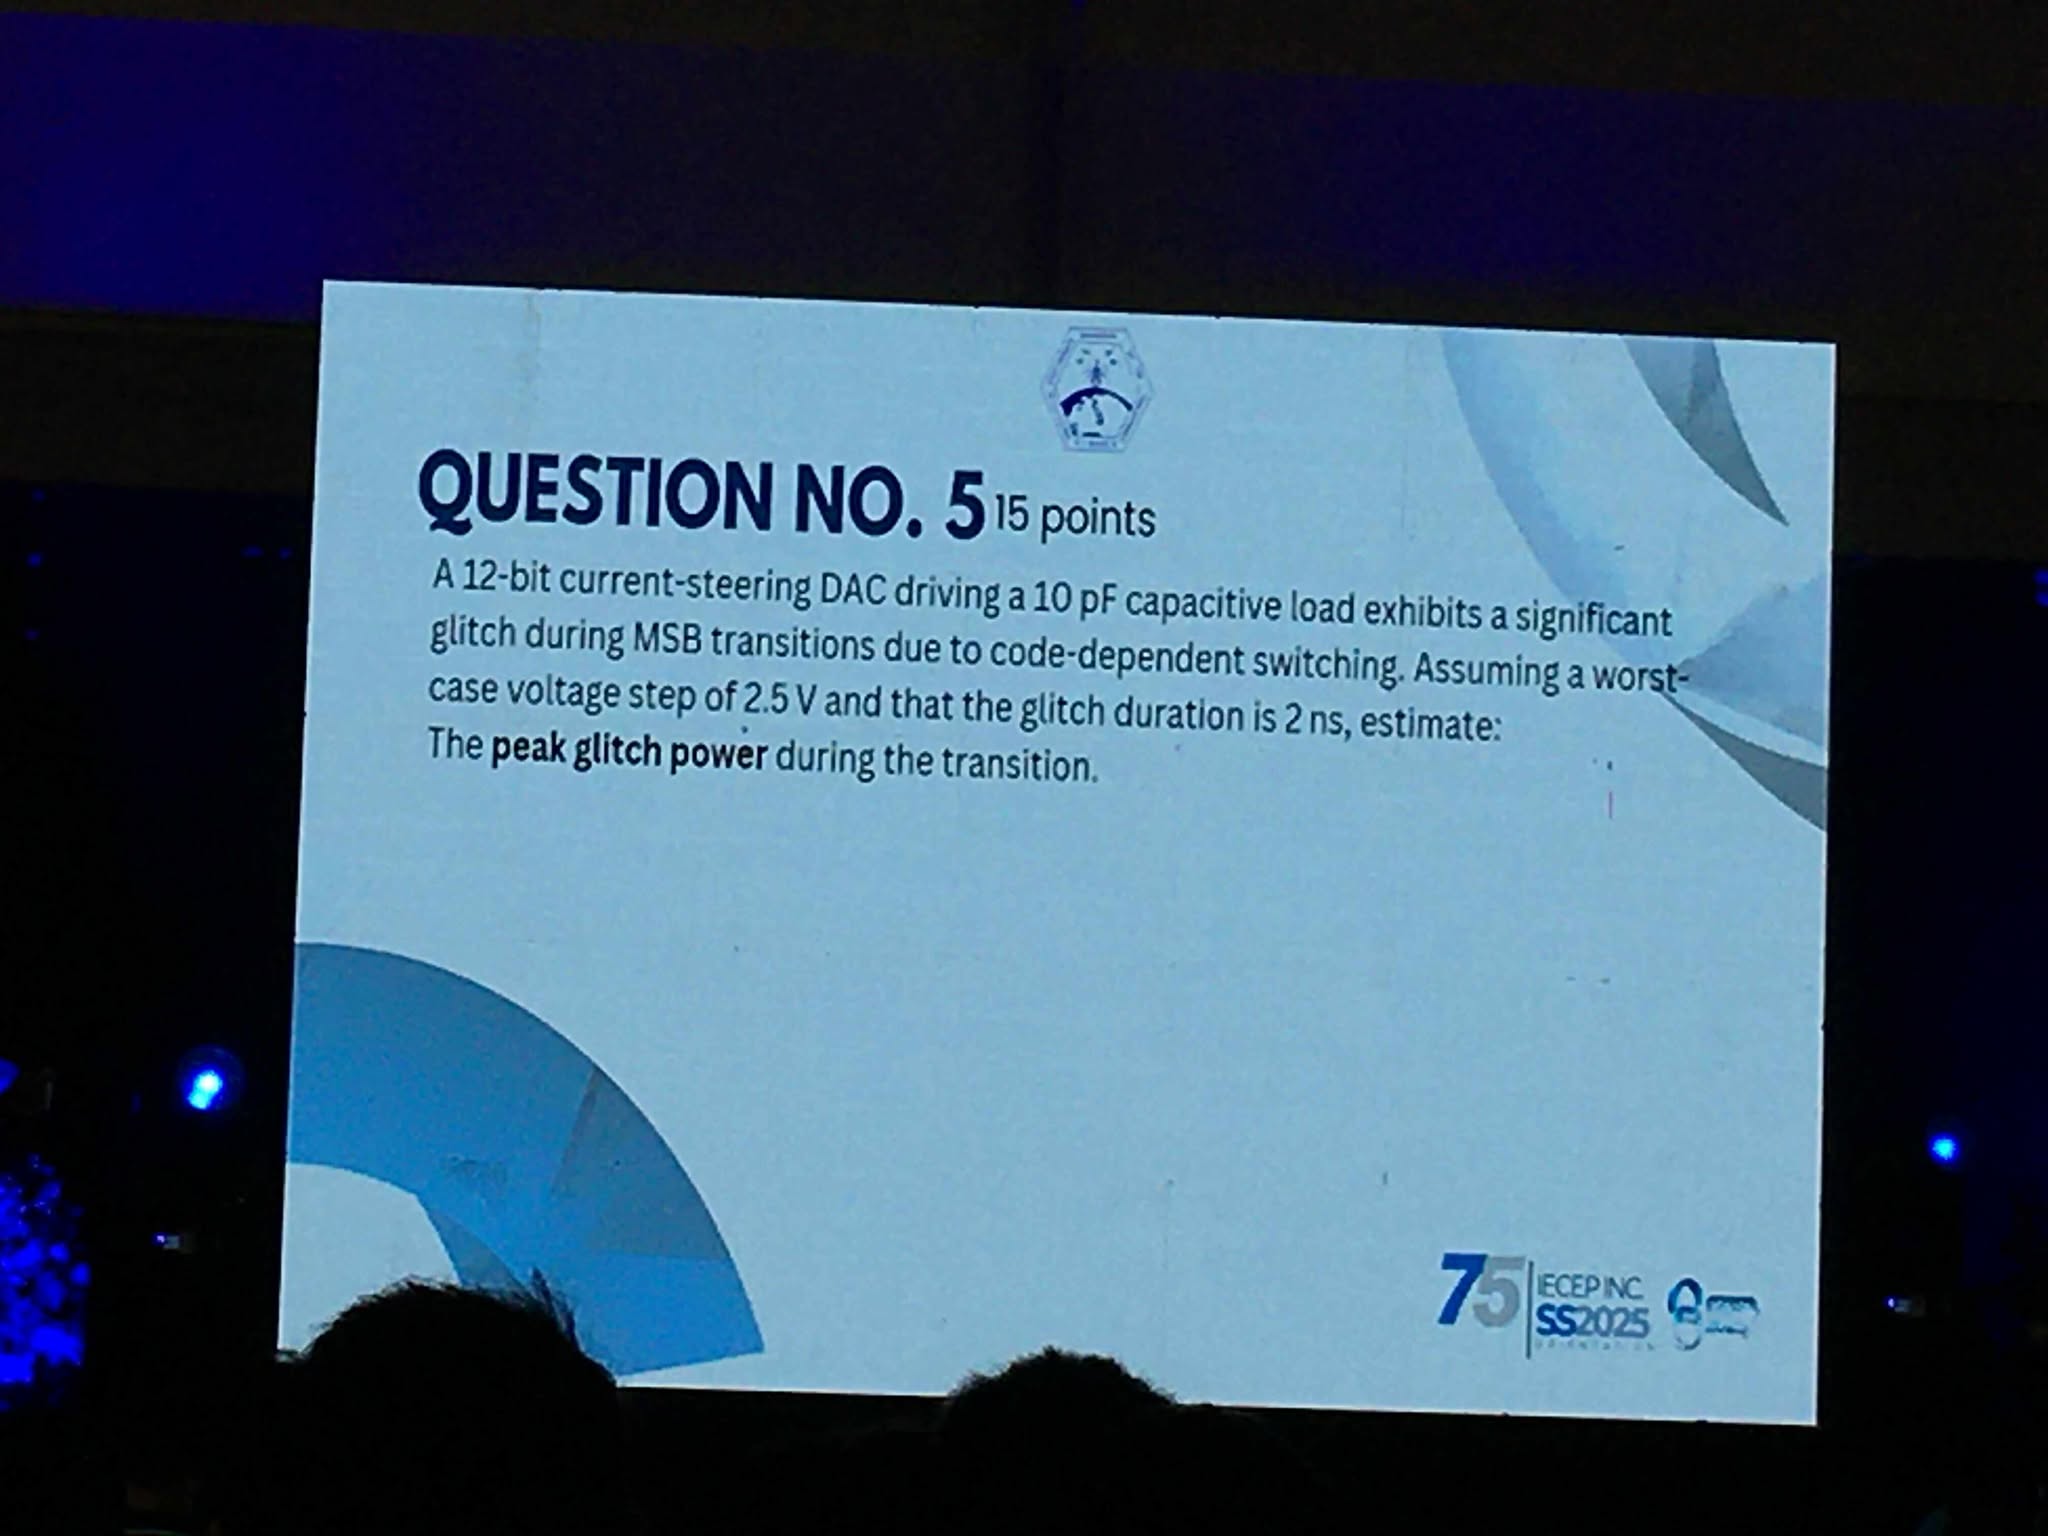 QUESTION NO. 5 15 points
A 12-bit current-steering DAC driving a 10 pF capacitive load exhibits a significant
glitch during MSB transitions due to code-dependent switching. Assuming a worst-
case voltage step of 2.5 V and that the glitch duration is 2 ns, estimate:
The peak glitch power during the transition.
75 IECEP INC.
SS2025